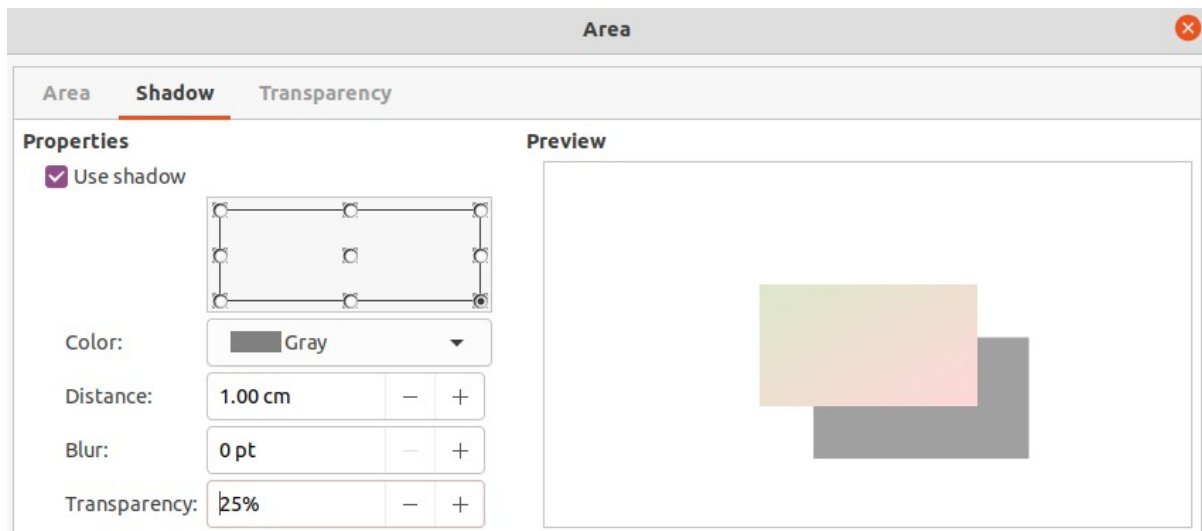 Area
Area Shadow Transparency
Properties
Use shadow
Color: Gray
Distance: 1.00 cm
Blur: 0 pt
Transparency: 25%
Preview